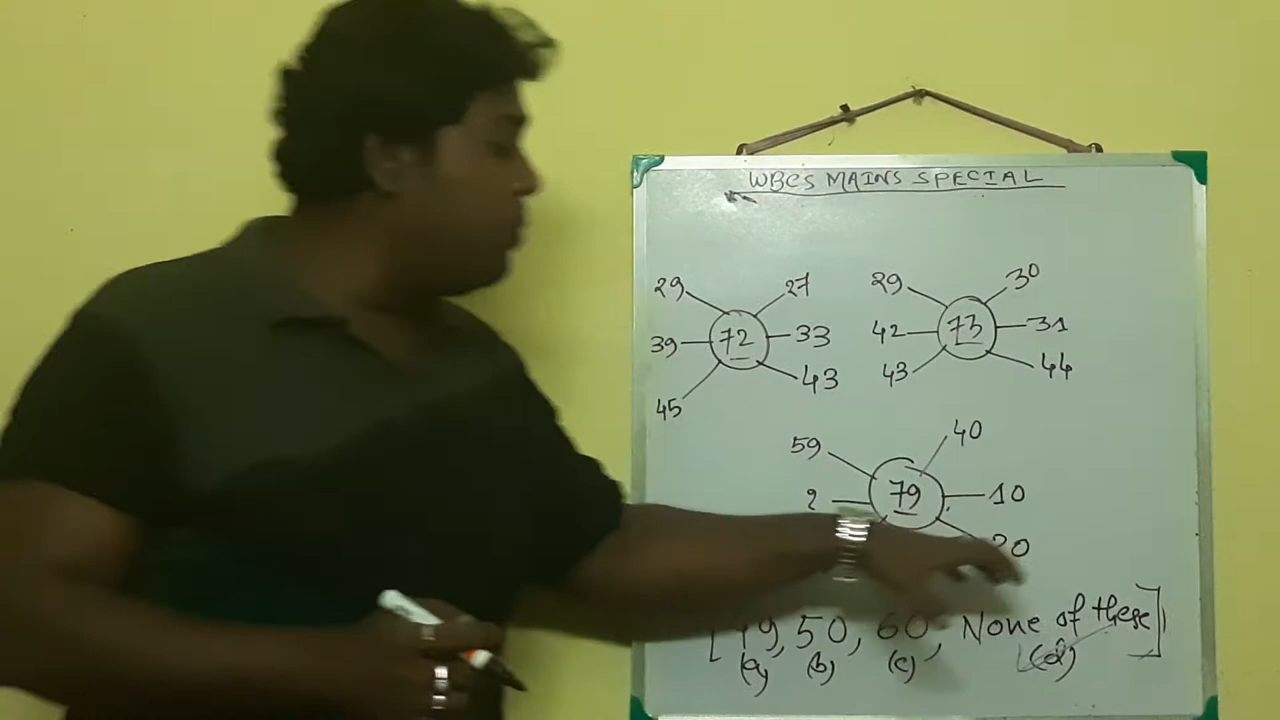 WBCS MAINS SPECIAL
29 27 29 30
39 72 33 42 73 31
45 43 43 44
59 40
? 79 10
20
[49, 50, 60, None of these]
(a) (b) (c) (d)